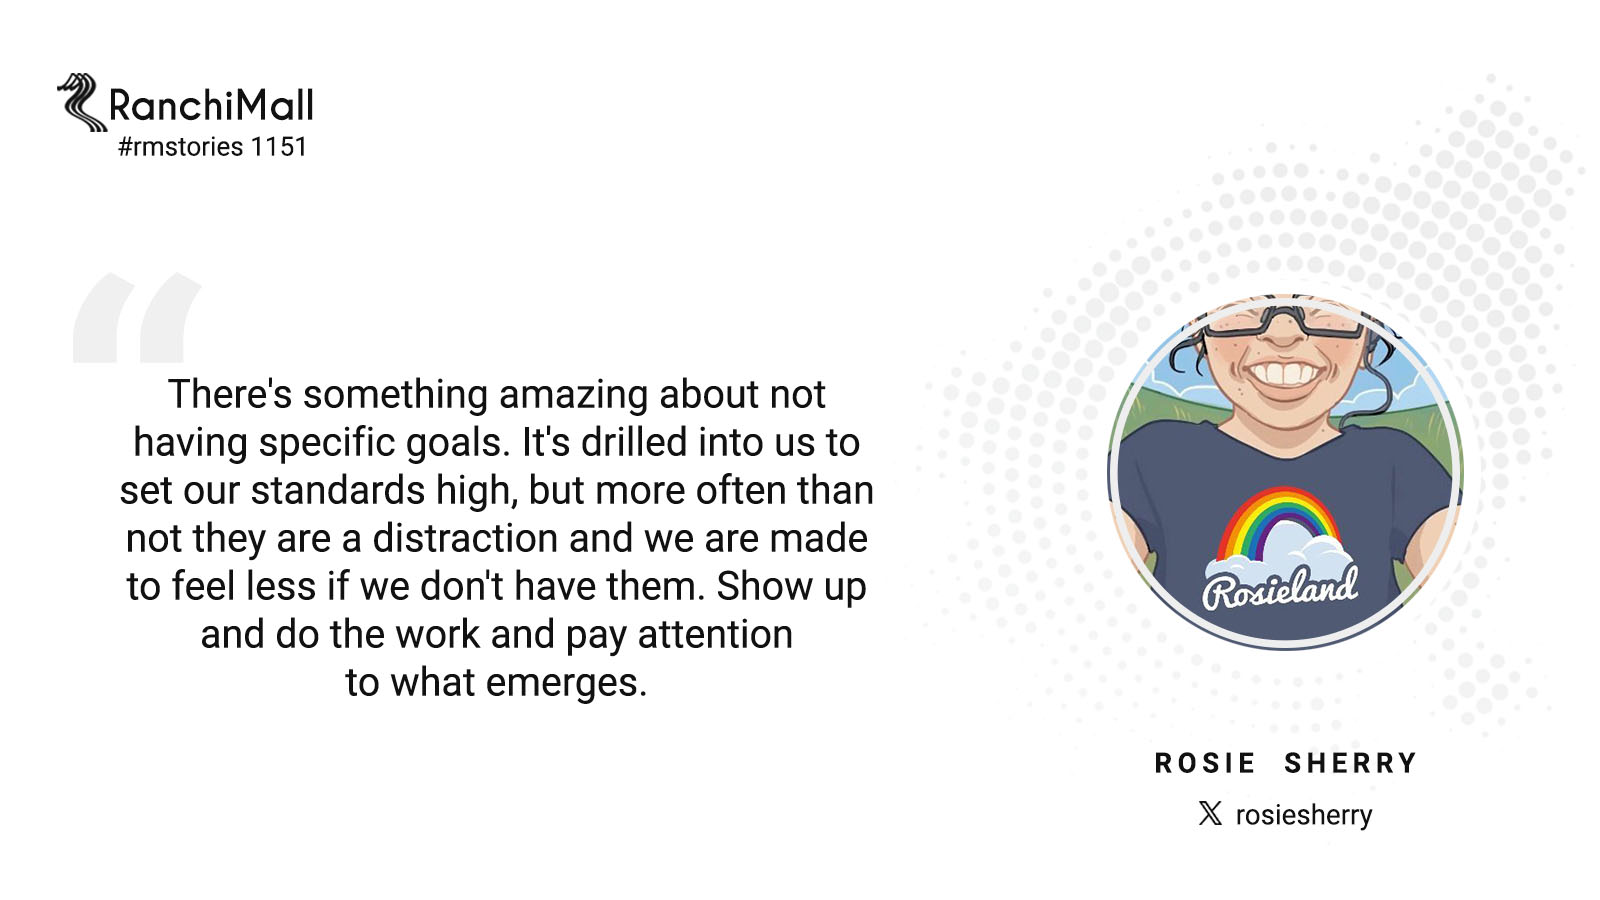 RanchiMall
#rmstories 1151
“
There's something amazing about not
having specific goals. It's drilled into us to
set our standards high, but more often than
not they are a distraction and we are made
to feel less if we don't have them. Show up
and do the work and pay attention
to what emerges.
Rosieland
ROSIE SHERRY
𝕏 rosiesherry